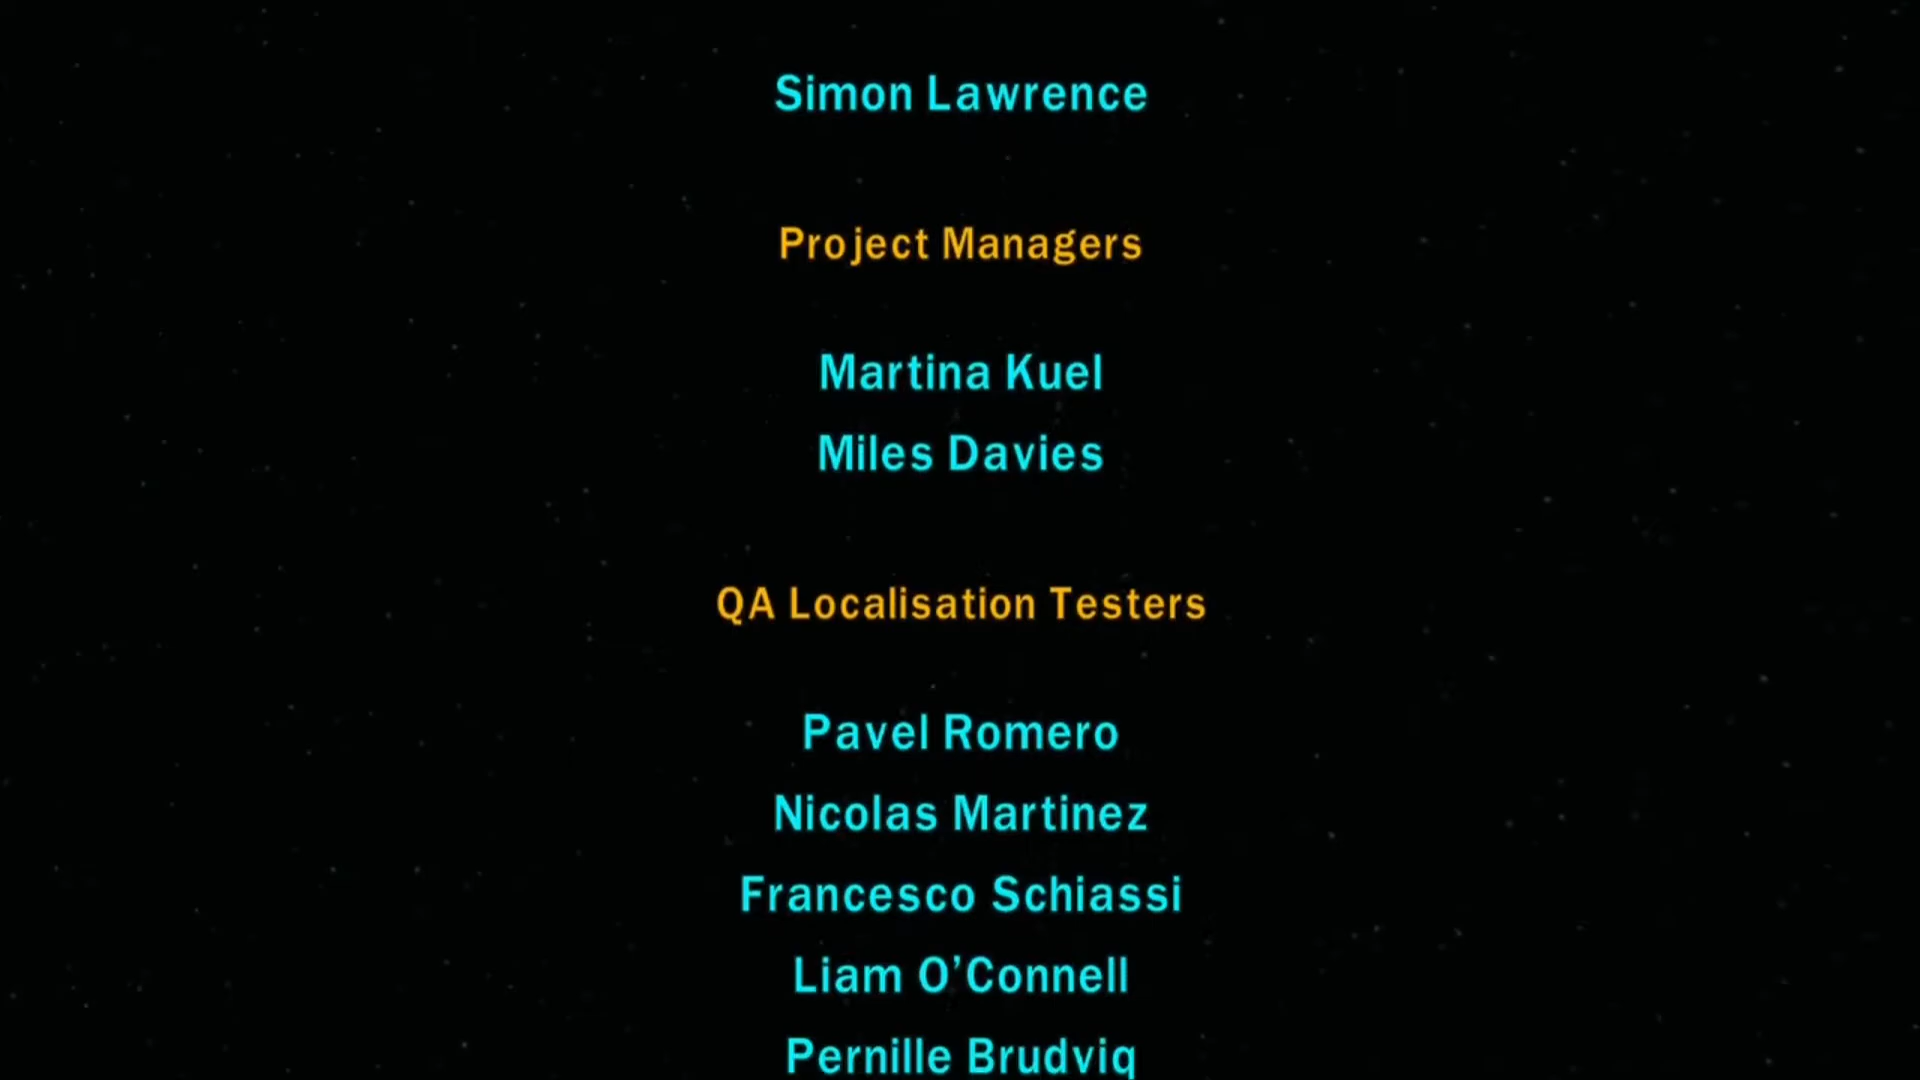 Simon Lawrence
Project Managers
Martina Kuel
Miles Davies
QA Localisation Testers
Pavel Romero
Nicolas Martinez
Francesco Schiassi
Liam O’Connell
Pernille Brudvig